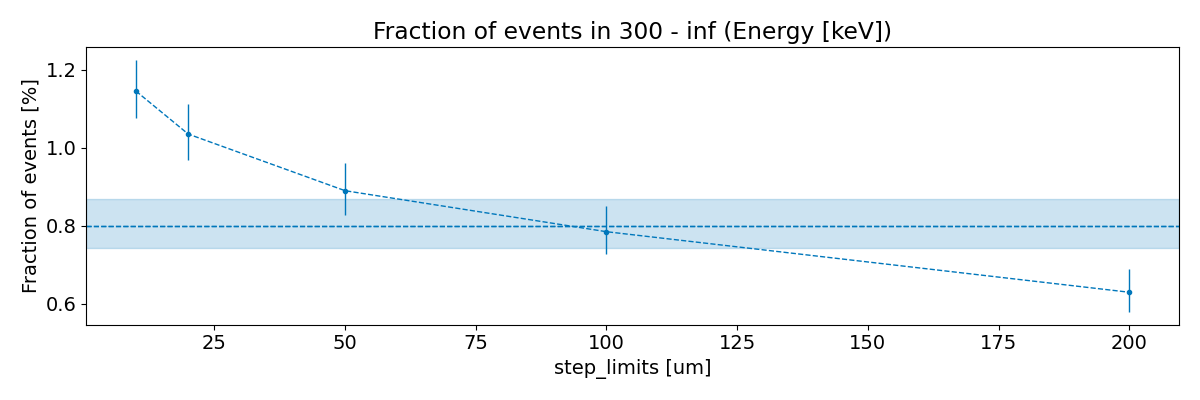 Fraction of events in 300 - inf (Energy [keV])
Fraction of events [%]
1.2
1.0
0.8
0.6
25 50 75 100 125 150 175 200
step_limits [um]